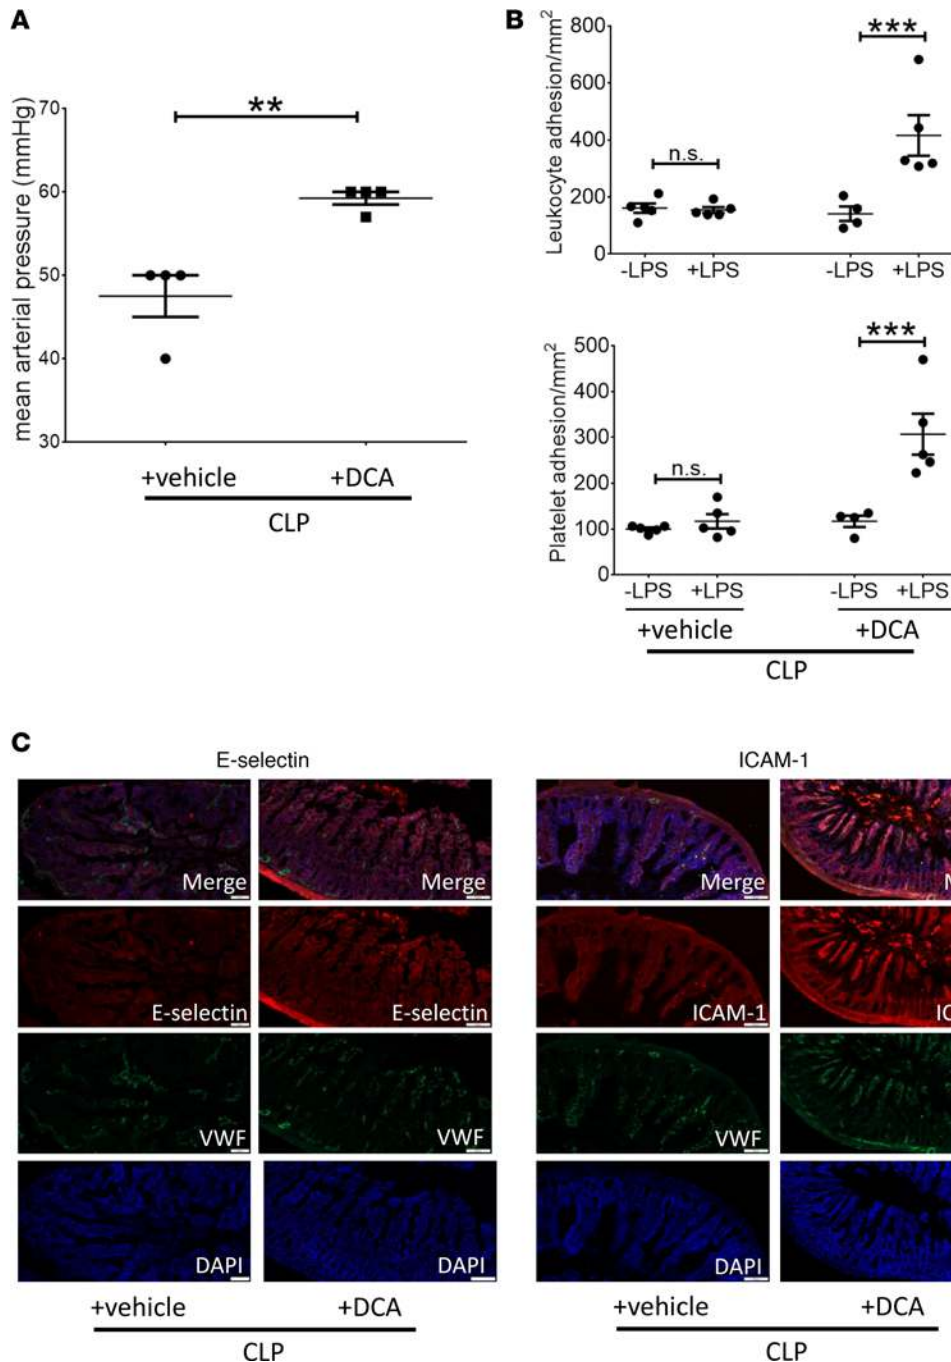 A
mean arterial pressure (mmHg)
70
60
50
40
30
**
+vehicle
+DCA
CLP
B
Leukocyte adhesion/mm2
800
600
400
200
0
n.s.
***
-LPS
+LPS
-LPS
+LPS
Platelet adhesion/mm2
500
400
300
200
100
0
n.s.
***
-LPS
+LPS
-LPS
+LPS
+vehicle
+DCA
CLP
C
E-selectin
ICAM-1
Merge
Merge
Merge
M
E-selectin
E-selectin
ICAM-1
IC
VWF
VWF
VWF
DAPI
DAPI
DAPI
+vehicle
+DCA
+vehicle
+DCA
CLP
CLP